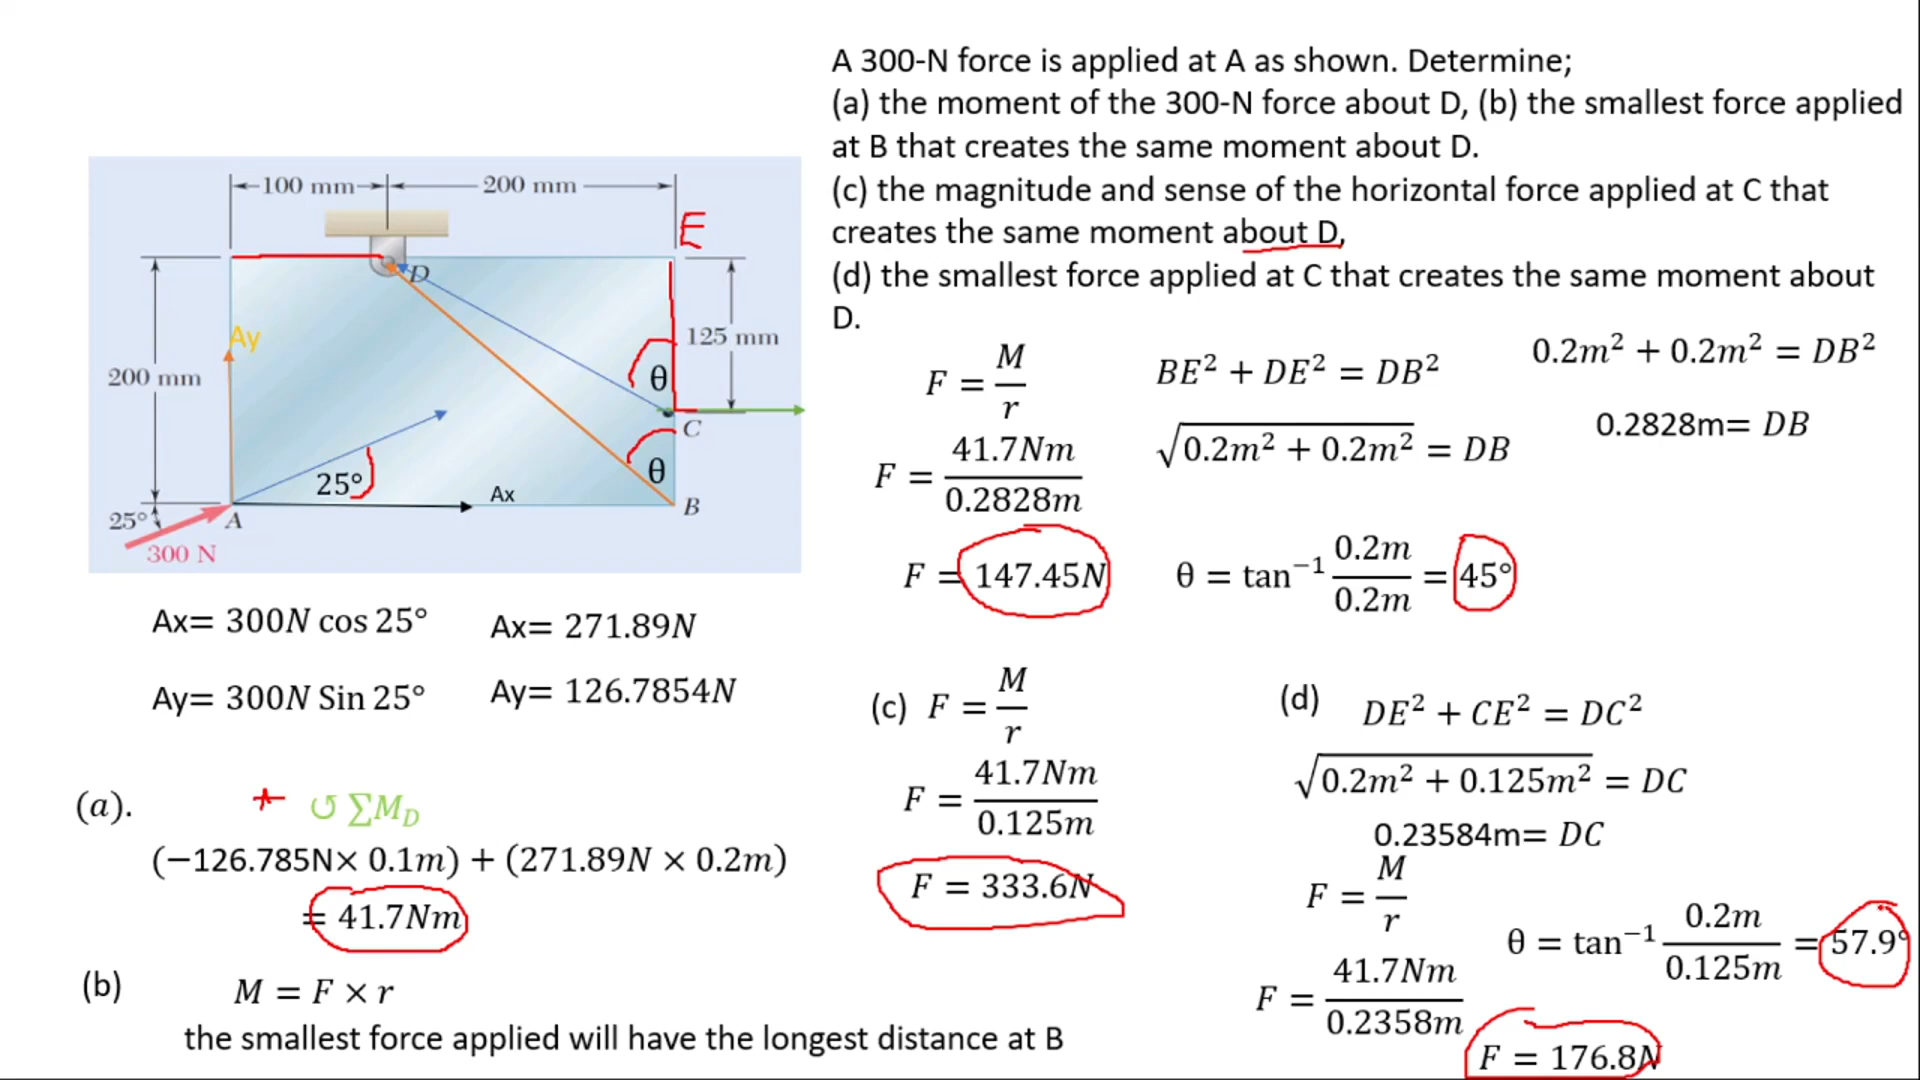 A 300-N force is applied at A as shown. Determine;
(a) the moment of the 300-N force about D, (b) the smallest force applied
at B that creates the same moment about D.
(c) the magnitude and sense of the horizontal force applied at C that
creates the same moment about D,
(d) the smallest force applied at C that creates the same moment about
D.
100 mm
200 mm
E
D
Ay
125 mm
200 mm
θ
C
θ
25°
Ax
B
25°
A
300 N
Ax= 300N cos 25°
Ax= 271.89N
Ay= 300N Sin 25°
Ay= 126.7854N
(a).
+ ↺ ∑M_D
(−126.785N× 0.1m) + (271.89N × 0.2m)
= 41.7Nm
(b)
M = F × r
the smallest force applied will have the longest distance at B
F = M/r
F = 41.7Nm/0.2828m
F = 147.45N
BE² + DE² = DB²
√(0.2m² + 0.2m²) = DB
0.2m² + 0.2m² = DB²
0.2828m= DB
θ = tan⁻¹ 0.2m/0.2m = 45°
(c) F = M/r
F = 41.7Nm/0.125m
F = 333.6N
(d)
DE² + CE² = DC²
√(0.2m² + 0.125m²) = DC
0.23584m= DC
F = M/r
F = 41.7Nm/0.2358m
F = 176.8N
θ = tan⁻¹ 0.2m/0.125m = 57.9°